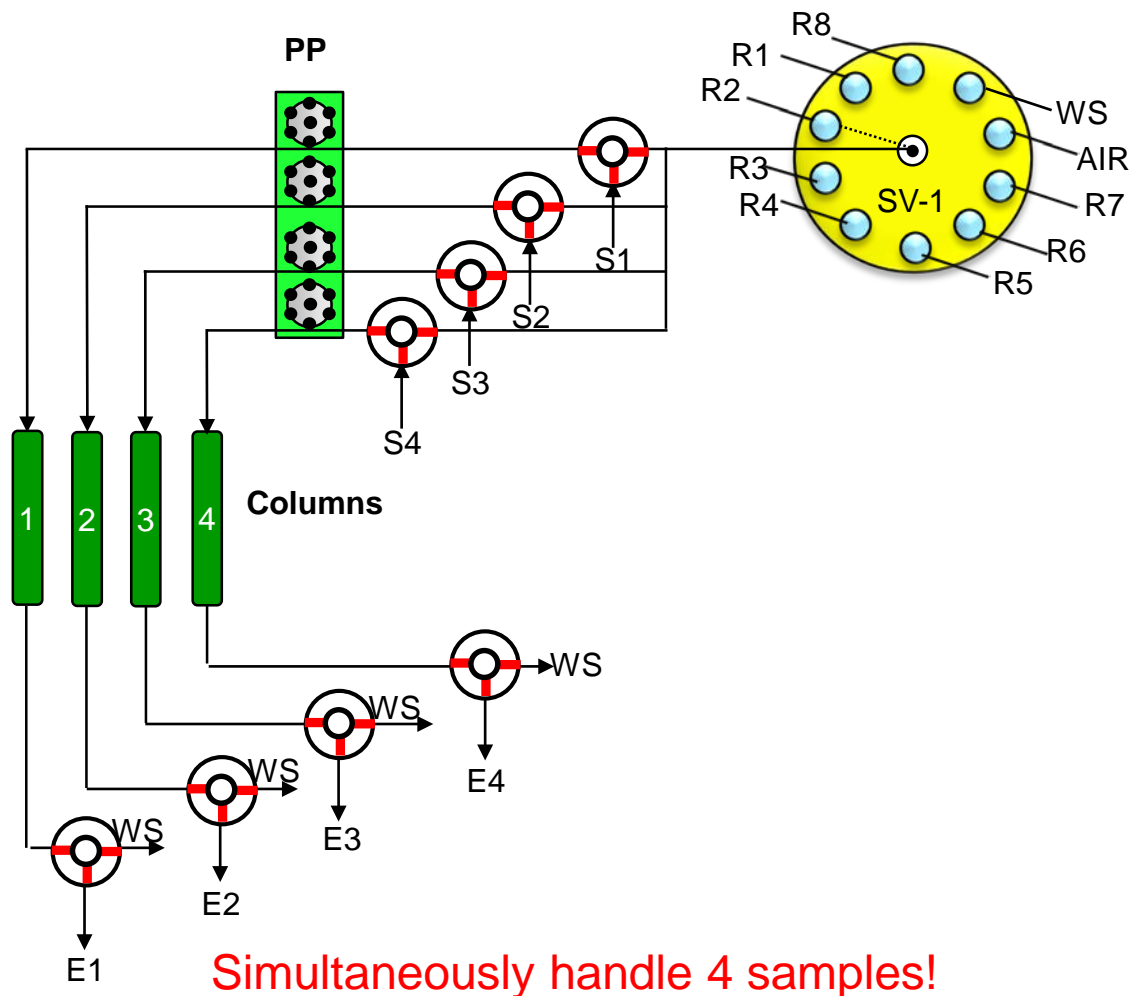 R8
PP
R1
R2
WS
AIR
R3
R7
R4
SV-1
R6
S1
R5
S2
S3
S4
Columns
1
2
3
4
WS
WS
WS
E4
WS
E3
E2
E1
Simultaneously handle 4 samples!